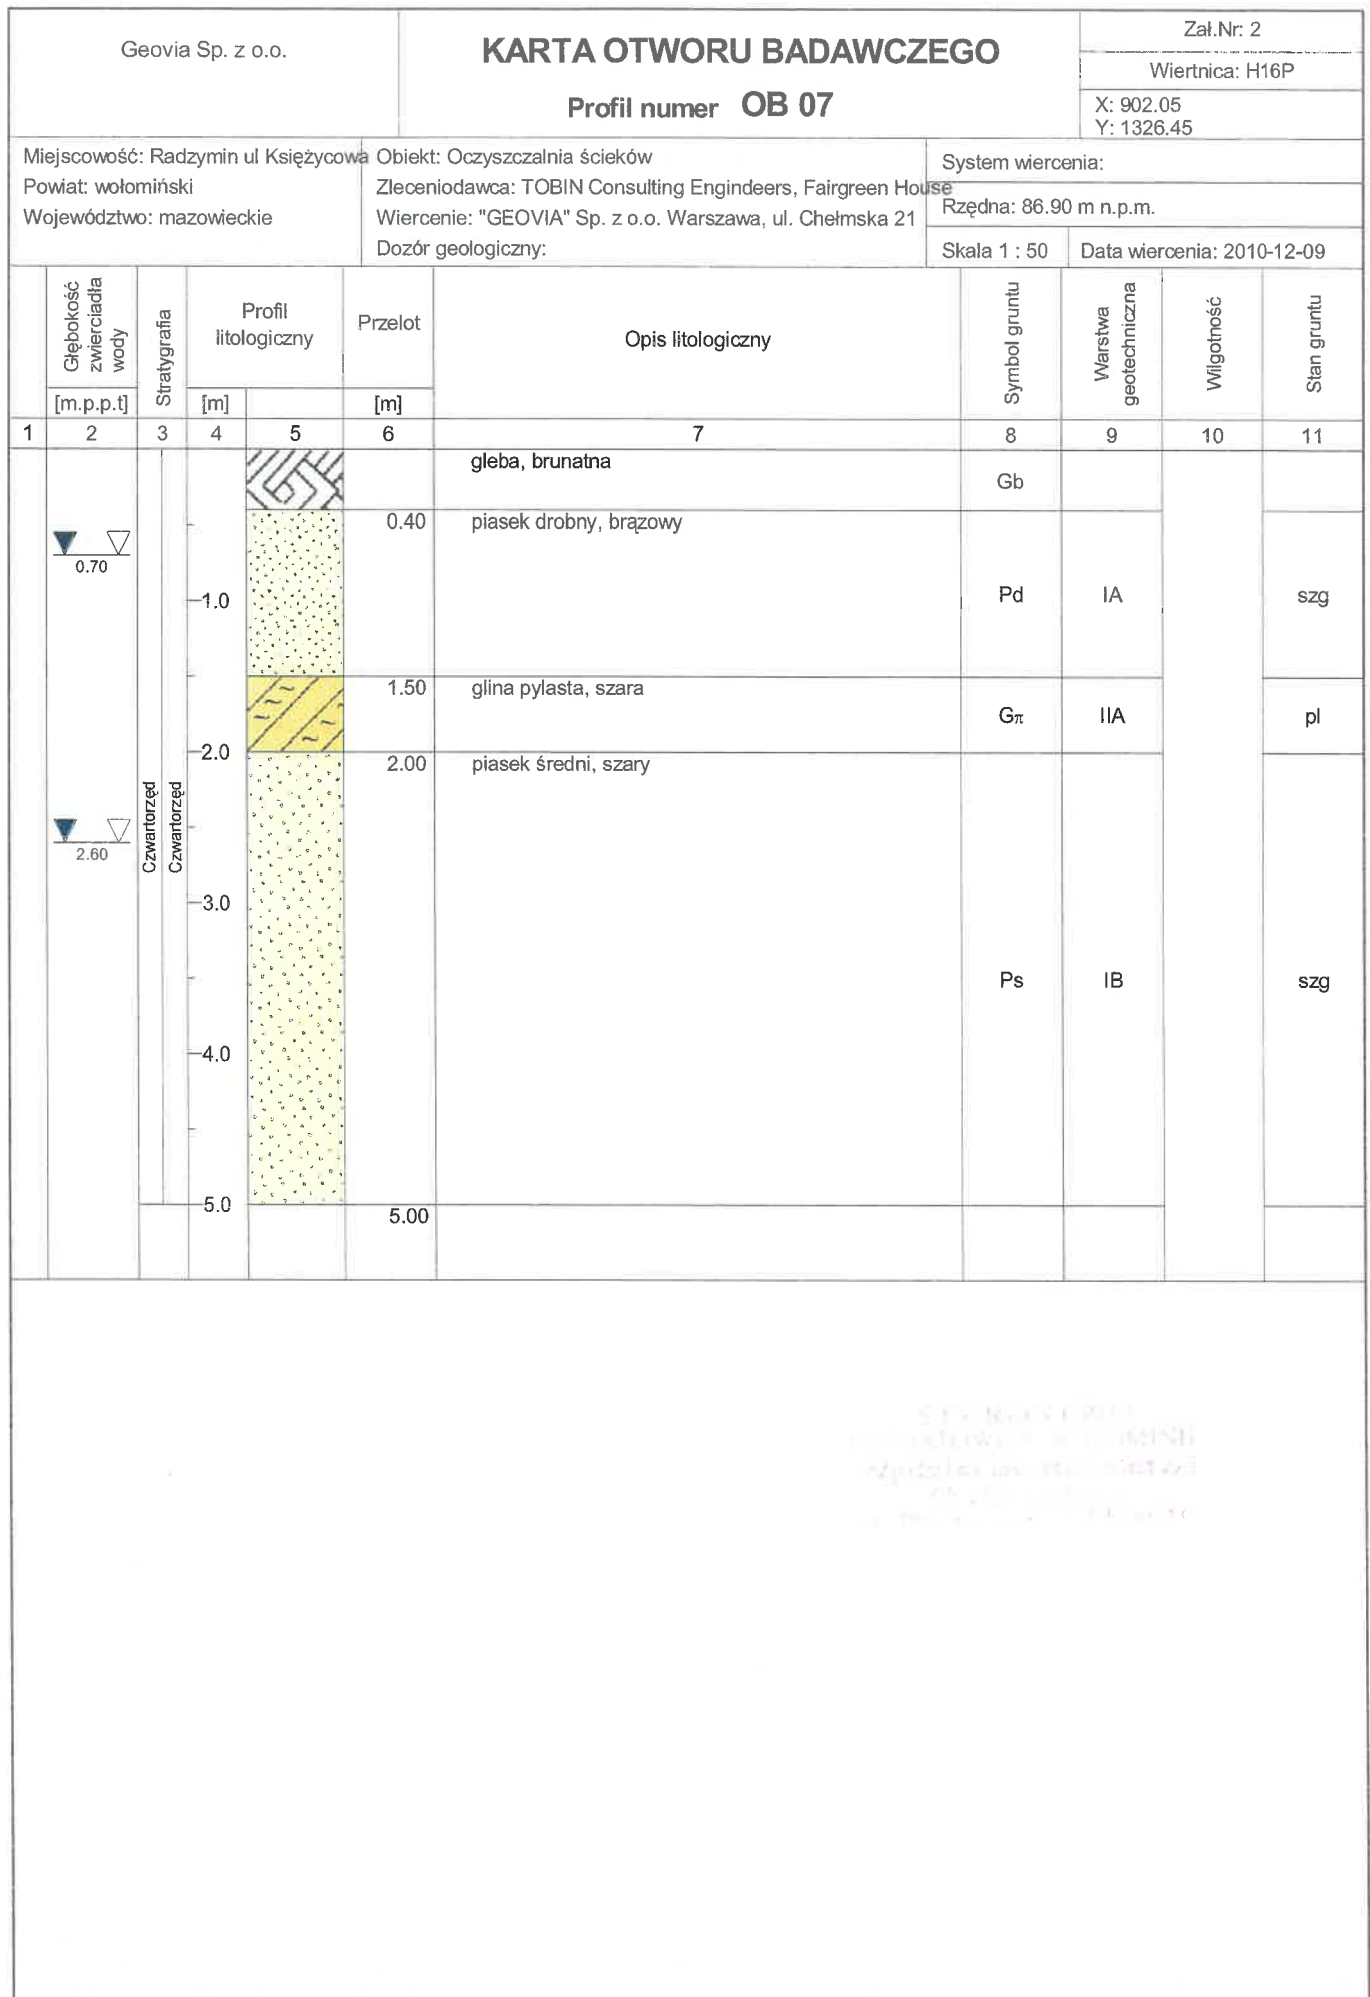 Geovia Sp. z o.o.
KARTA OTWORU BADAWCZEGO
Profil numer OB 07
Zał.Nr: 2
Wiertnica: H16P
X: 902.05
Y: 1326.45
Miejscowość: Radzymin ul Księżycowa
Powiat: wołomiński
Województwo: mazowieckie
Obiekt: Oczyszczalnia ścieków
Zleceniodawca: TOBIN Consulting Engindeers, Fairgreen House
Wiercenie: "GEOVIA" Sp. z o.o. Warszawa, ul. Chełmska 21
Dozór geologiczny:
System wiercenia:
Rzędna: 86.90 m n.p.m.
Skala 1 : 50
Data wiercenia: 2010-12-09
Głębokość
zwierciadła
wody
[m.p.p.t]
Stratygrafia
Profil
litologiczny
[m]
Przelot
[m]
Opis litologiczny
Symbol gruntu
Warstwa
geotechniczna
Wilgotność
Stan gruntu
1 2 3 4 5 6 7 8 9 10 11
gleba, brunatna
Gb
0.40 piasek drobny, brązowy
0.70
1.0
Pd IA szg
1.50 glina pylasta, szara
Gπ IIA pl
2.0
2.00 piasek średni, szary
Czwartorzęd
Czwartorzęd
2.60
3.0
Ps IB szg
4.0
5.0
5.00